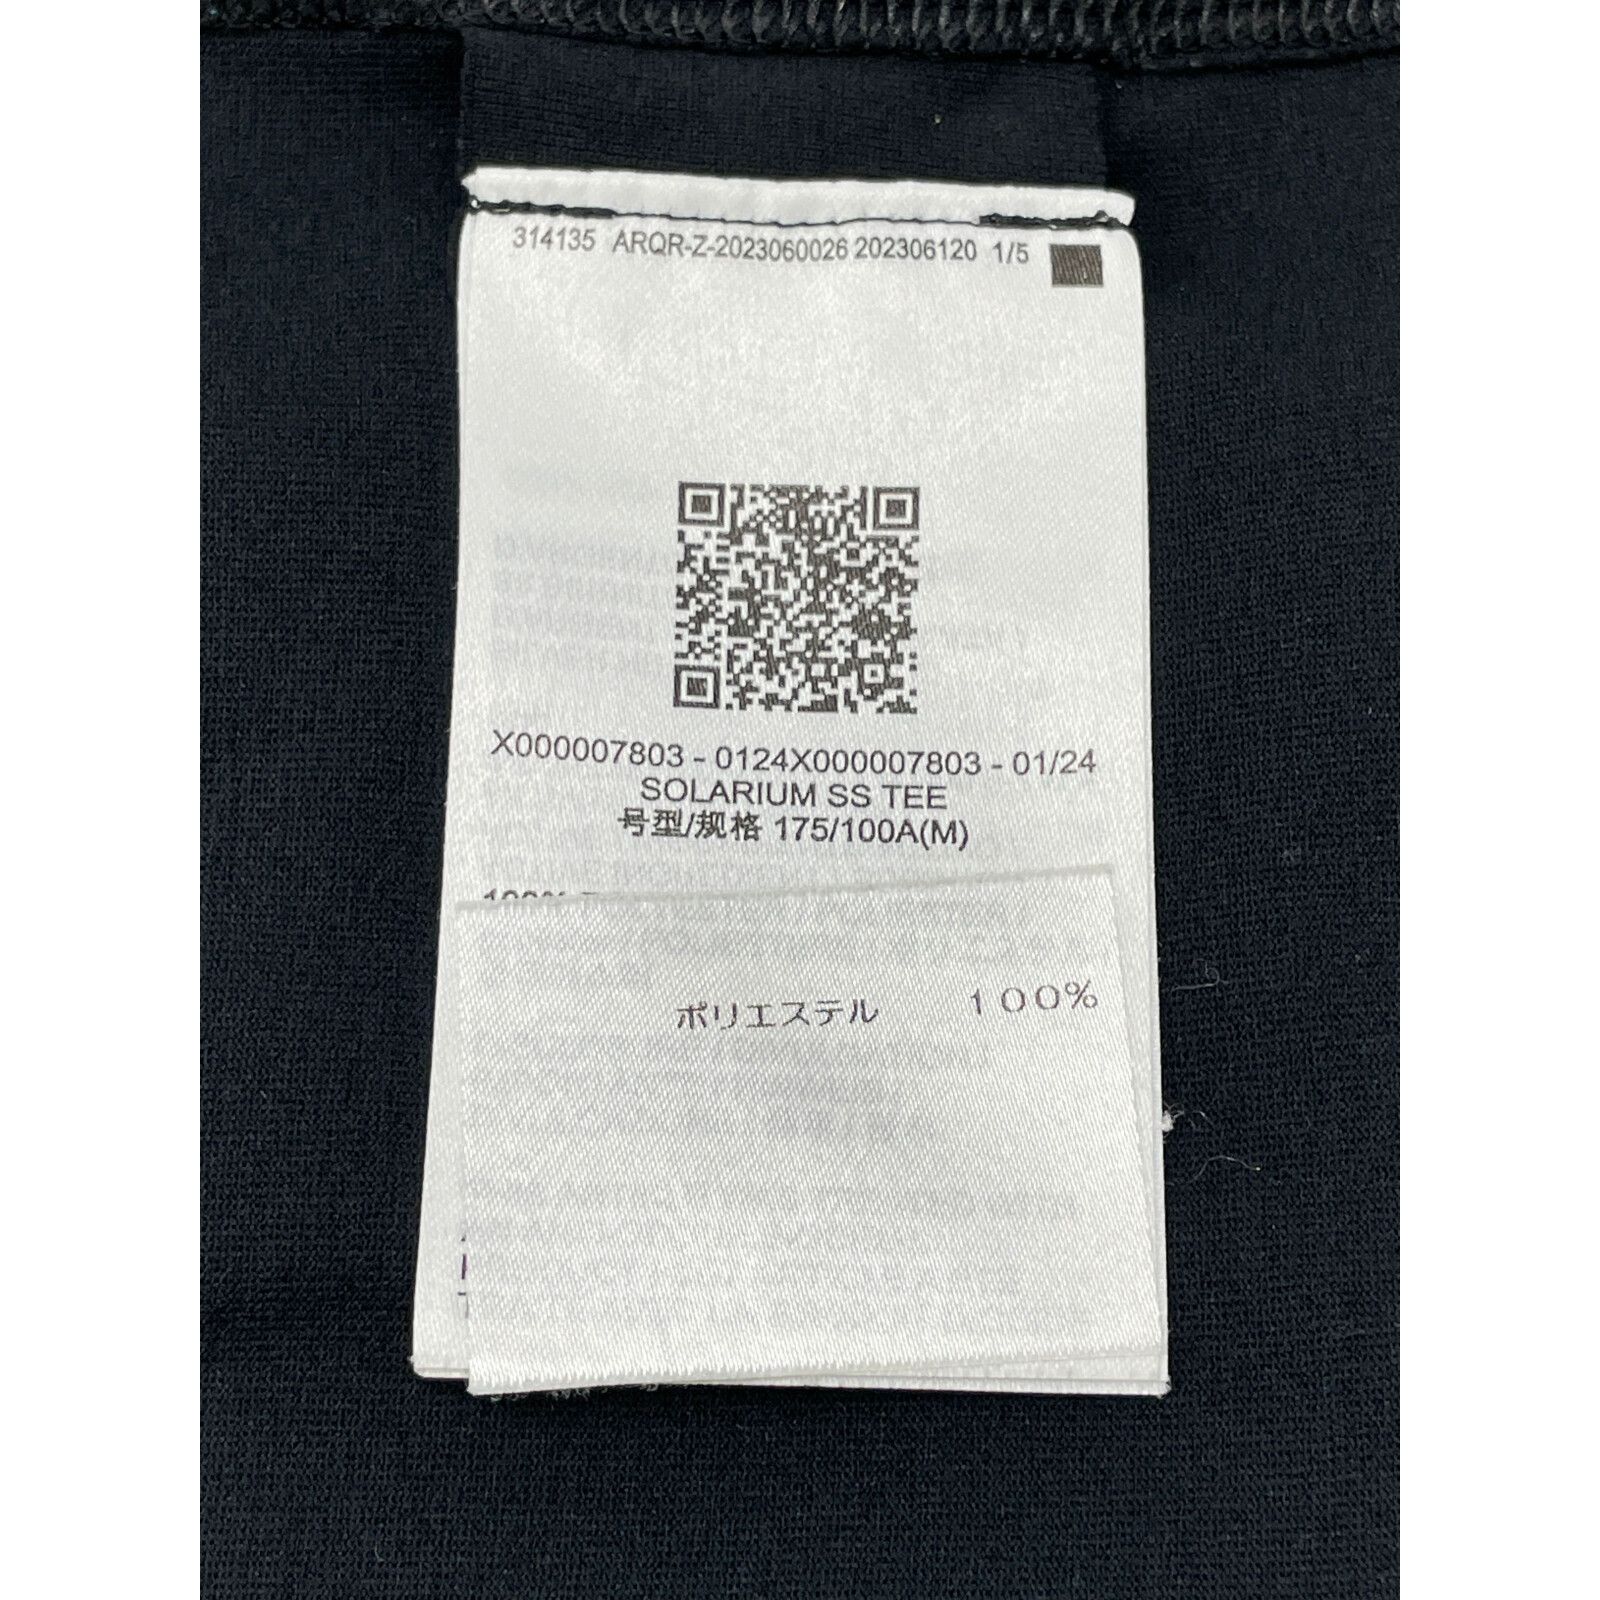 314135 ARQR-Z-2023060026 202306120 1/5
X000007803 - 0124X000007803 - 01/24
SOLARIUM SS TEE
号型/规格 175/100A(M)
100%
ポリエステル 100%